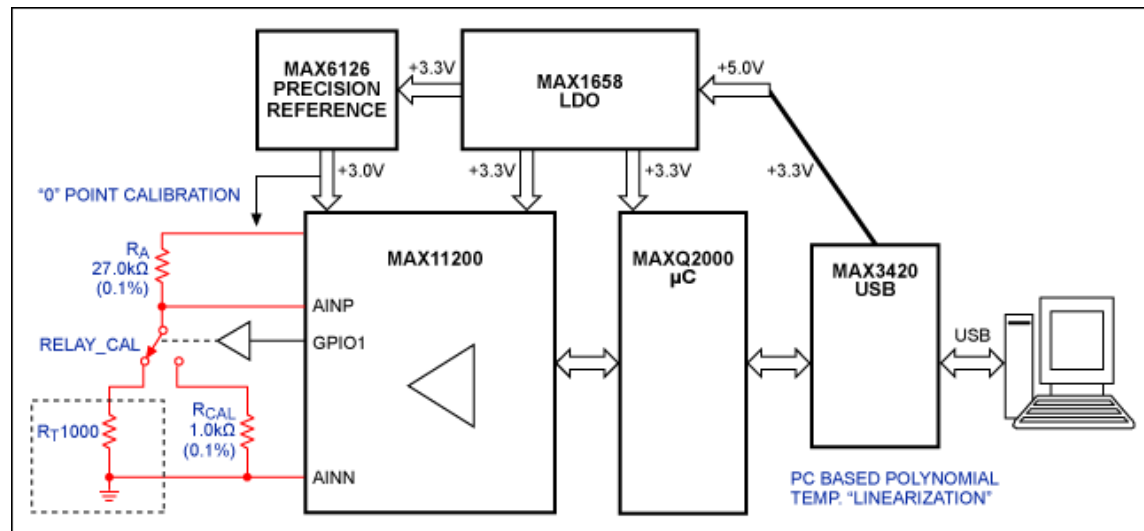 MAX6126
PRECISION
REFERENCE
+3.3V
MAX1658
LDO
+5.0V
+3.0V
+3.3V
+3.3V
+3.3V
“0” POINT CALIBRATION
RA
27.0kΩ
(0.1%)
MAX11200
MAXQ2000
µC
MAX3420
USB
AINP
GPIO1
RELAY_CAL
USB
RT1000
RCAL
1.0kΩ
(0.1%)
AINN
PC BASED POLYNOMIAL
TEMP. “LINEARIZATION”